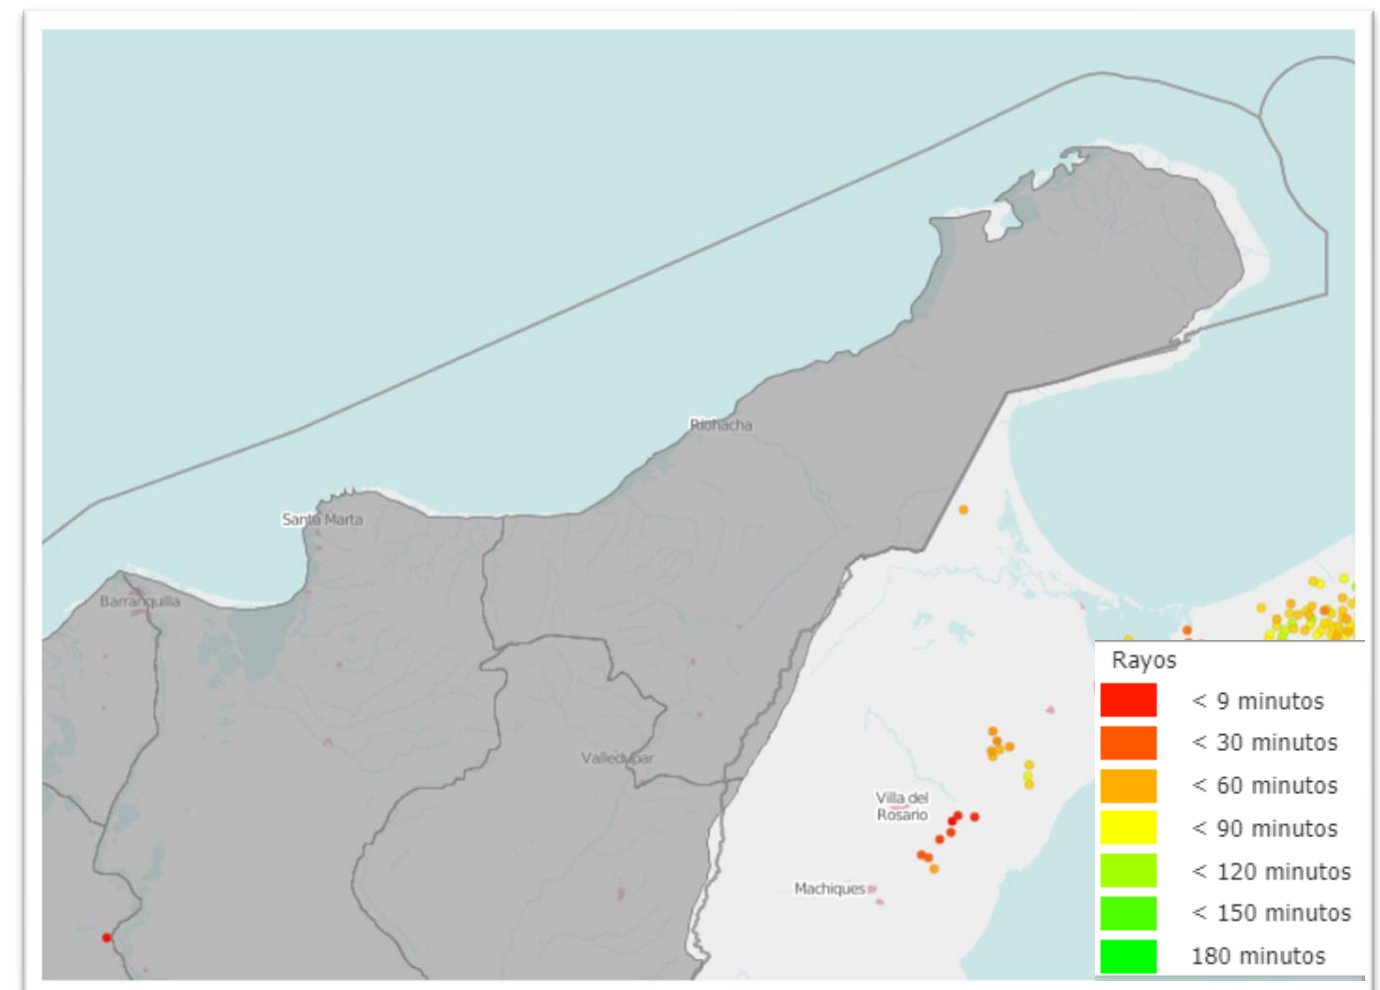 Riohacha
Santa Marta
Barranquilla
Valledupar
Villa del
Rosario
Machiques
Rayos
< 9 minutos
< 30 minutos
< 60 minutos
< 90 minutos
< 120 minutos
< 150 minutos
180 minutos